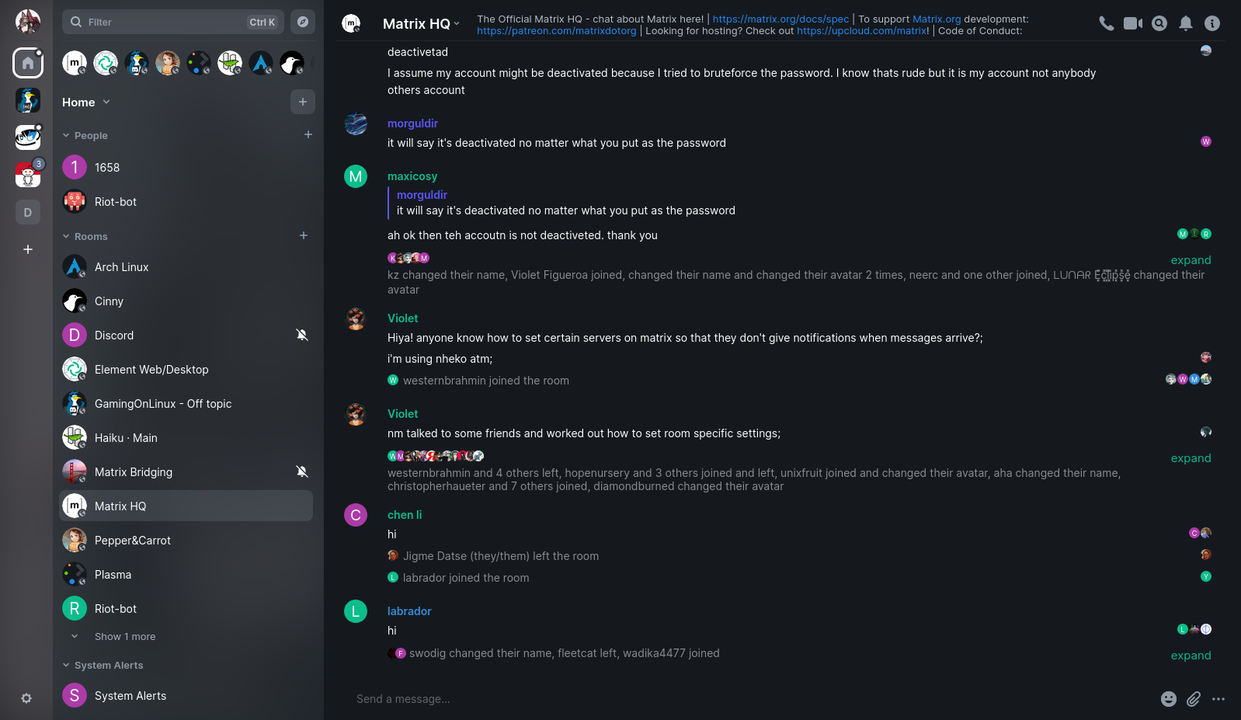 Filter
Ctrl K
3
D
Home
People
1
1658
Riot-bot
Rooms
Arch Linux
Cinny
D
Discord
Element Web/Desktop
GamingOnLinux - Off topic
Haiku · Main
Matrix Bridging
[m]
Matrix HQ
Pepper&Carrot
Plasma
R
Riot-bot
Show 1 more
System Alerts
S
System Alerts
Matrix HQ
The Official Matrix HQ - chat about Matrix here! | https://matrix.org/docs/spec | To support Matrix.org development:
https://patreon.com/matrixdotorg | Looking for hosting? Check out https://upcloud.com/matrix! | Code of Conduct:
deactivetad
I assume my account might be deactivated because I tried to bruteforce the password. I know thats rude but it is my account not anybody
others account
morguldir
it will say it's deactivated no matter what you put as the password
W
M
maxicosy
morguldir
it will say it's deactivated no matter what you put as the password
ah ok then teh accoutn is not deactiveted. thank you
expand
kz changed their name, Violet Figueroa joined, changed their name and changed their avatar 2 times, neerc and one other joined, LUNAR changed their
avatar
Violet
Hiya! anyone know how to set certain servers on matrix so that they don't give notifications when messages arrive?;
i'm using nheko atm;
westernbrahmin joined the room
Violet
nm talked to some friends and worked out how to set room specific settings;
expand
westernbrahmin and 4 others left, hopenursery and 3 others joined and left, unixfruit joined and changed their avatar, aha changed their name,
christopherhaueter and 7 others joined, diamondburned changed their avatar
C
chen li
hi
Jigme Datse (they/them) left the room
labrador joined the room
L
labrador
hi
swodig changed their name, fleetcat left, wadika4477 joined
expand
Send a message...